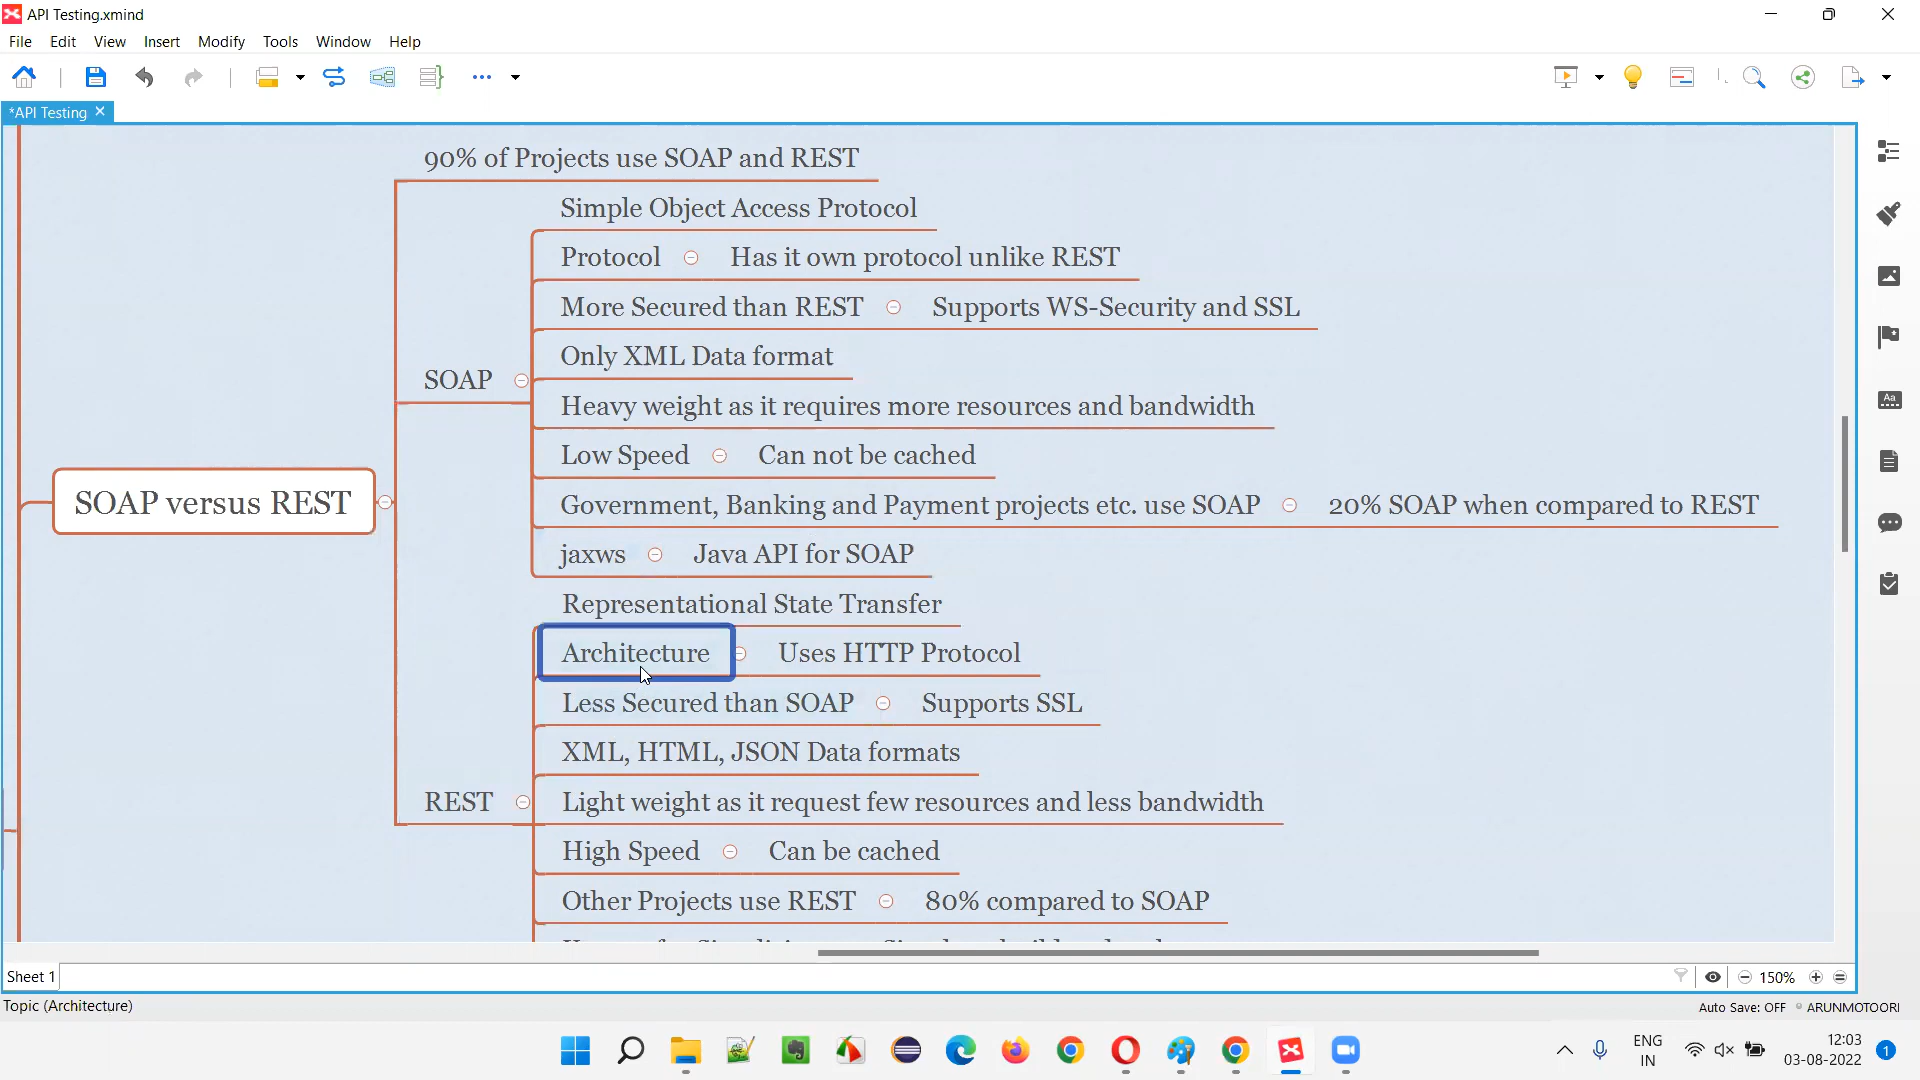 API Testing.xmind
File Edit View Insert Modify Tools Window Help
*API Testing
90% of Projects use SOAP and REST
Simple Object Access Protocol
Protocol Has it own protocol unlike REST
More Secured than REST Supports WS-Security and SSL
Only XML Data format
SOAP
Heavy weight as it requires more resources and bandwidth
Low Speed Can not be cached
SOAP versus REST
Government, Banking and Payment projects etc. use SOAP 20% SOAP when compared to REST
jaxws Java API for SOAP
Representational State Transfer
Architecture Uses HTTP Protocol
Less Secured than SOAP Supports SSL
XML, HTML, JSON Data formats
REST
Light weight as it request few resources and less bandwidth
High Speed Can be cached
Other Projects use REST 80% compared to SOAP
Sheet 1
150%
Topic (Architecture)
Auto Save: OFF ARUNMOTOORI
ENG
IN
12:03
03-08-2022
1